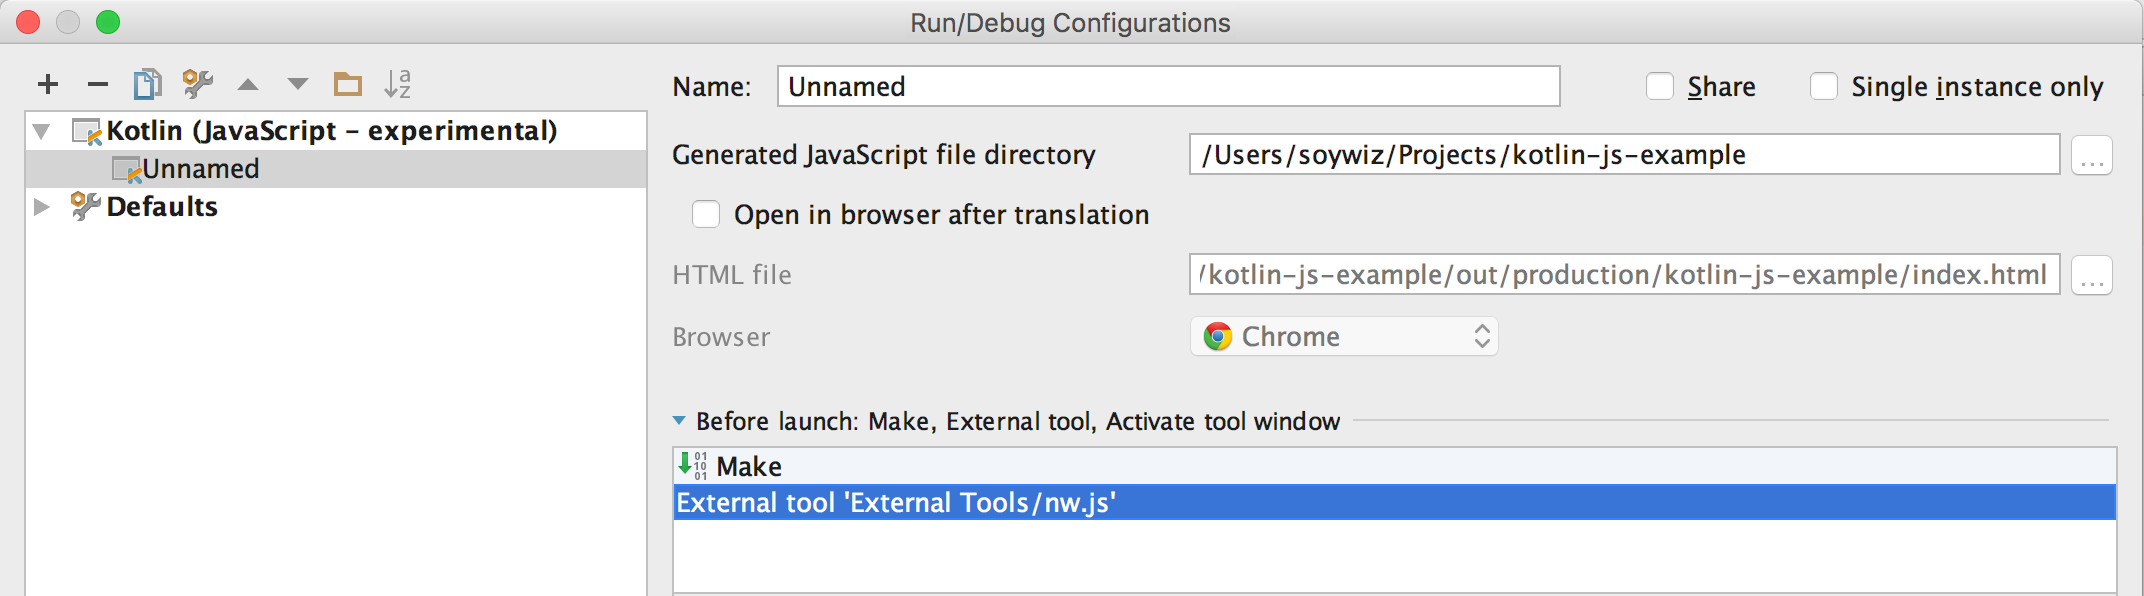 Run/Debug Configurations
Name: Unnamed Share Single instance only
Kotlin (JavaScript - experimental)
Unnamed
Defaults
Generated JavaScript file directory /Users/soywiz/Projects/kotlin-js-example ...
Open in browser after translation
HTML file /kotlin-js-example/out/production/kotlin-js-example/index.html ...
Browser Chrome
Before launch: Make, External tool, Activate tool window
Make
External tool 'External Tools/nw.js'